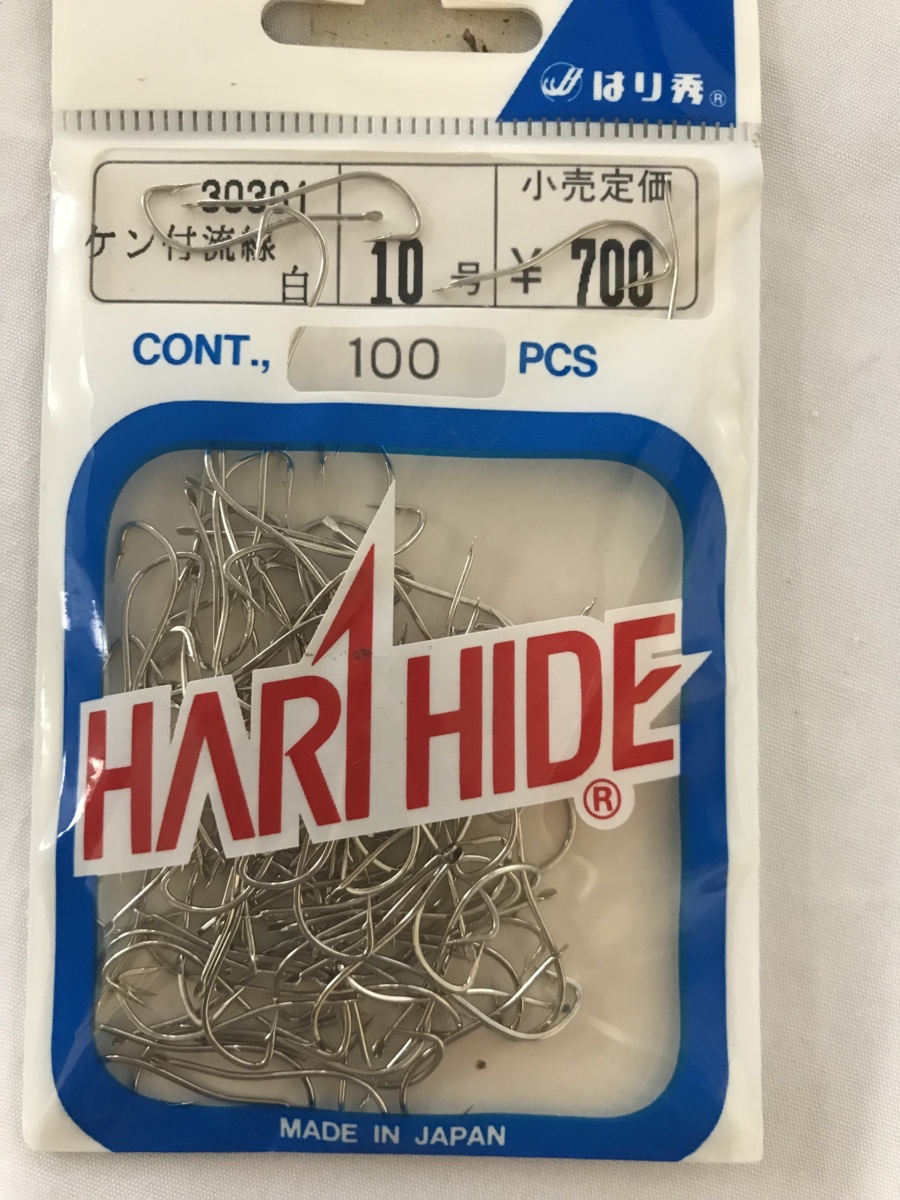 はり秀®
30301
小売定価
ケン付流線
白 10 号 ¥ 700
CONT., 100 PCS
HARI HIDE®
MADE IN JAPAN